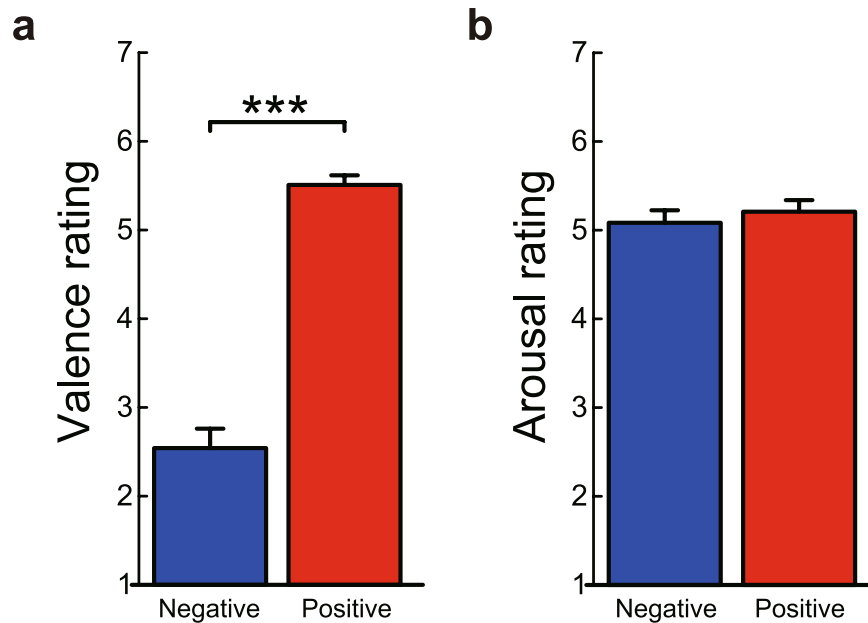 a
Valence rating
7
6
5
4
3
2
1
***
Negative Positive
b
Arousal rating
7
6
5
4
3
2
1
Negative Positive